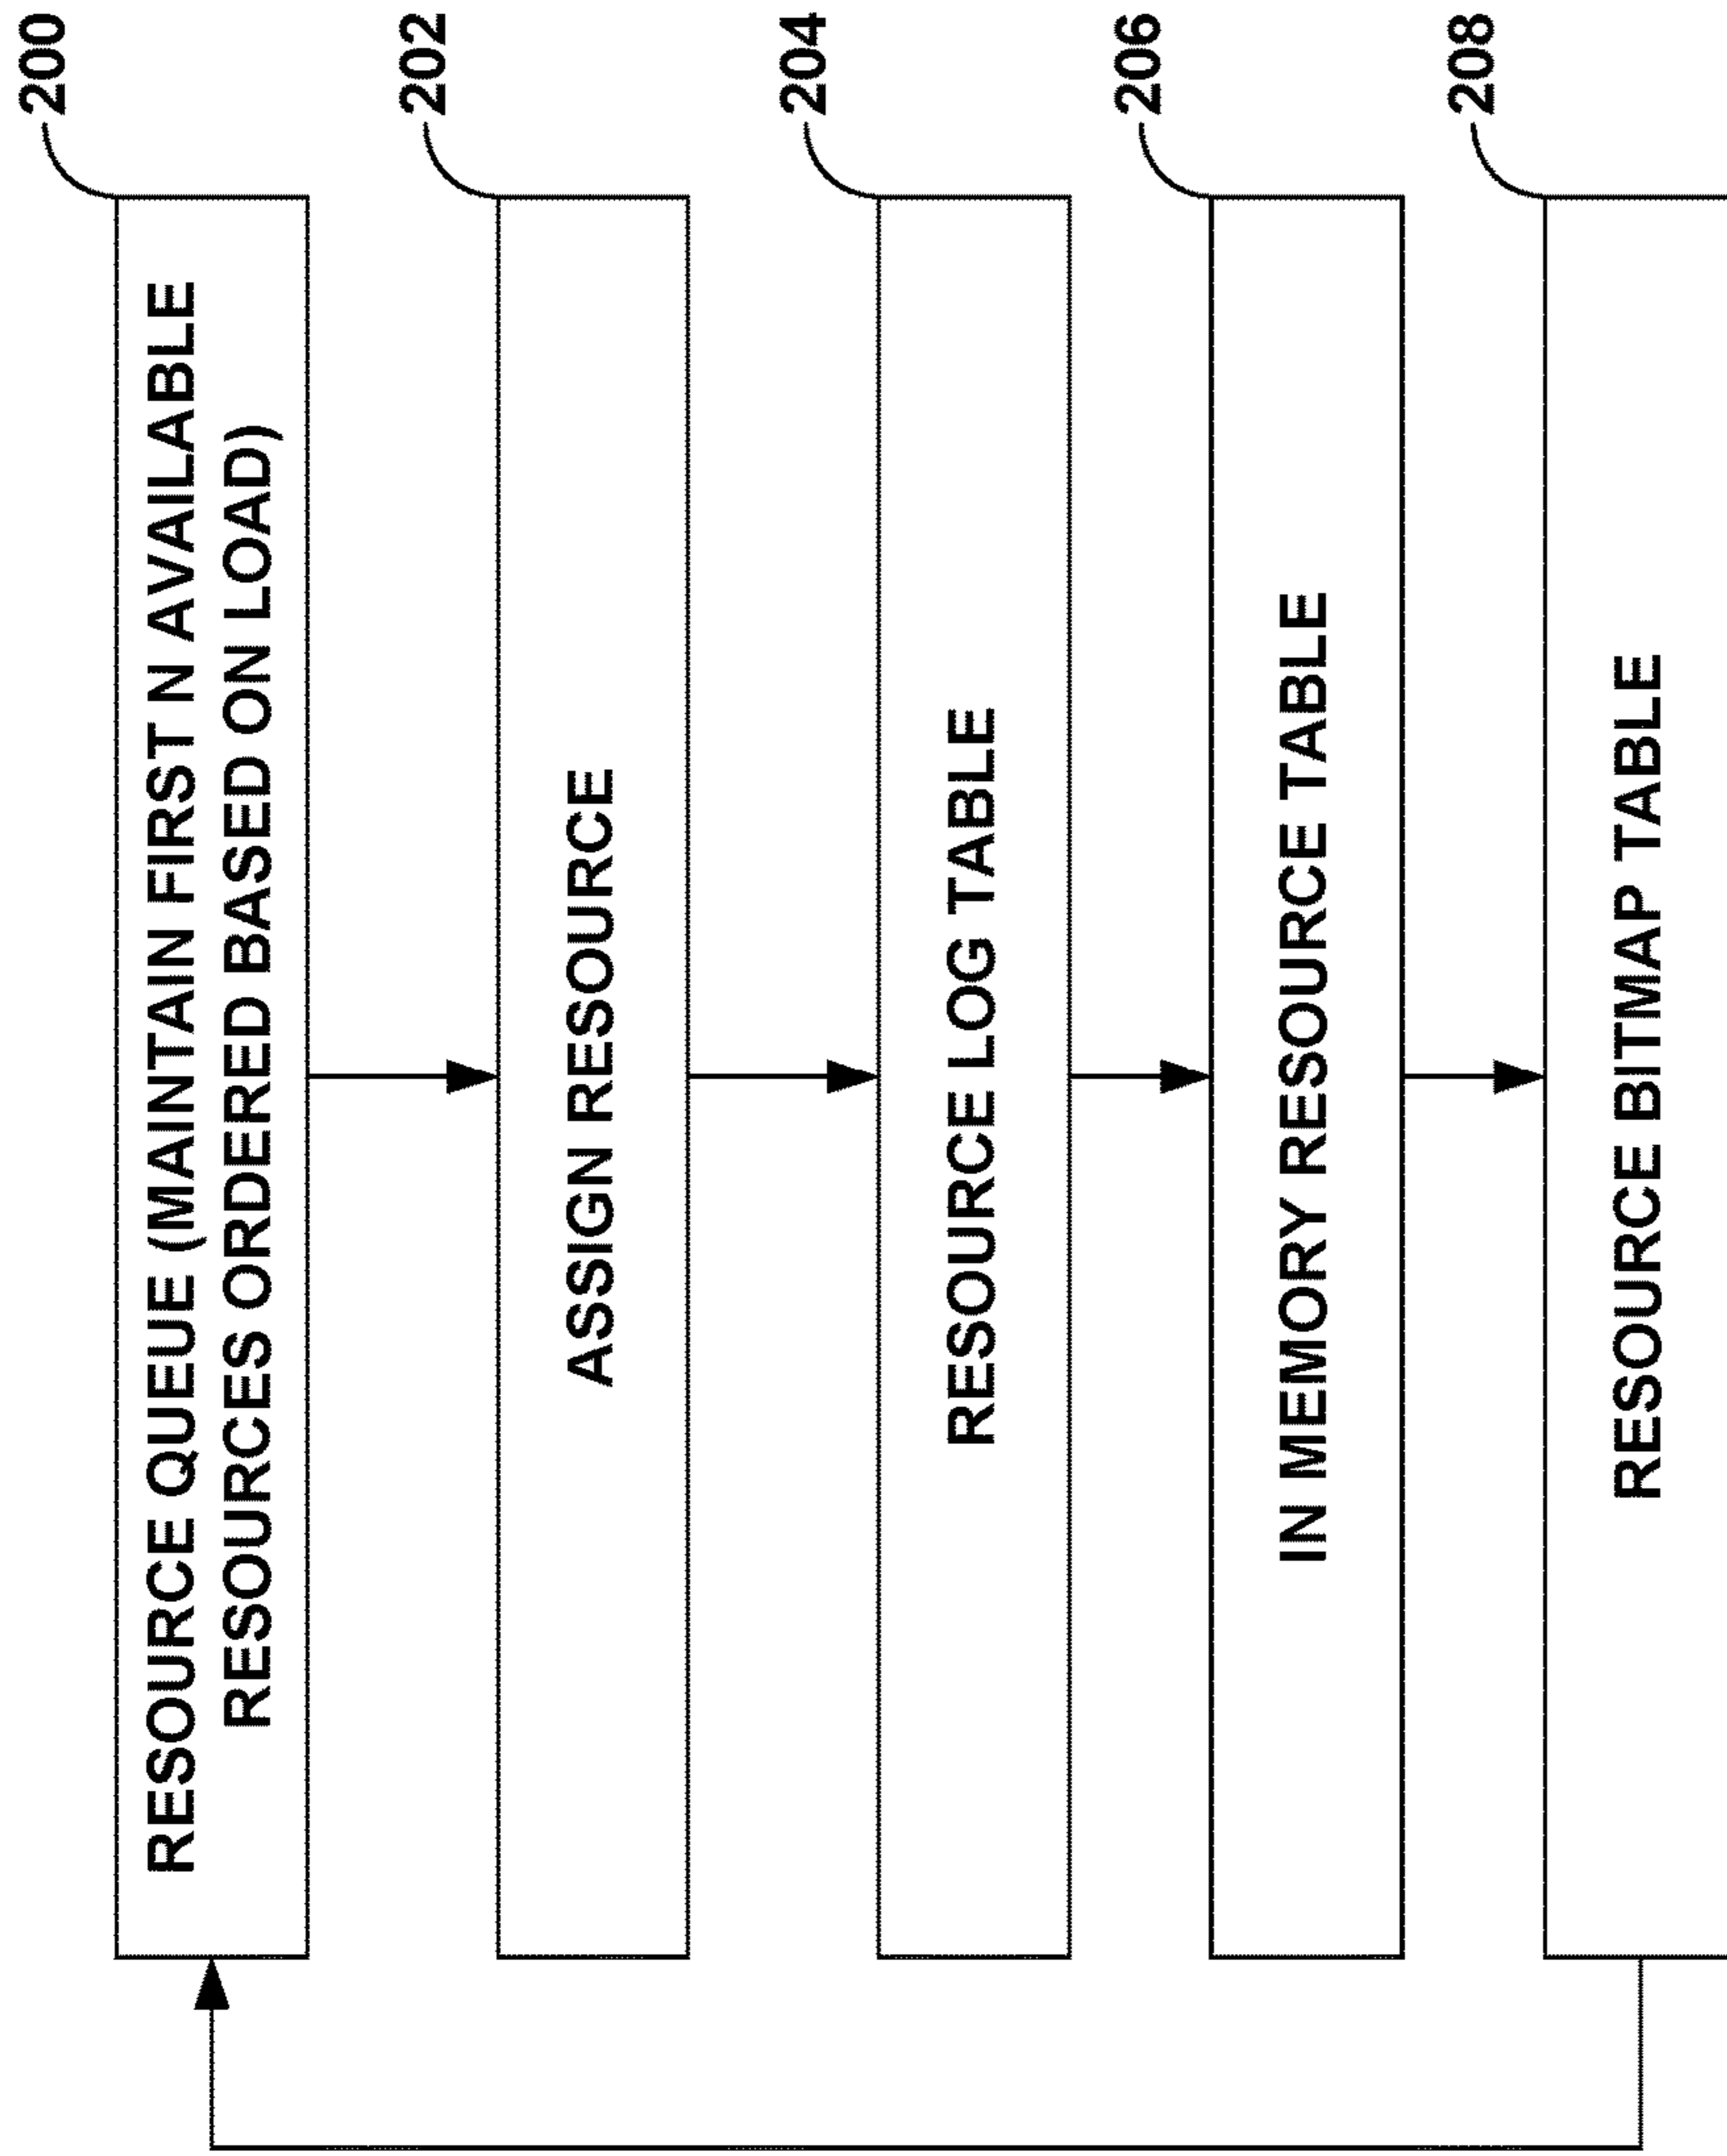 RESOURCE QUEUE (MAINTAIN FIRST N AVAILABLE
RESOURCES ORDERED BASED ON LOAD)
200
ASSIGN RESOURCE
202
RESOURCE LOG TABLE
204
IN MEMORY RESOURCE TABLE
206
RESOURCE BITMAP TABLE
208